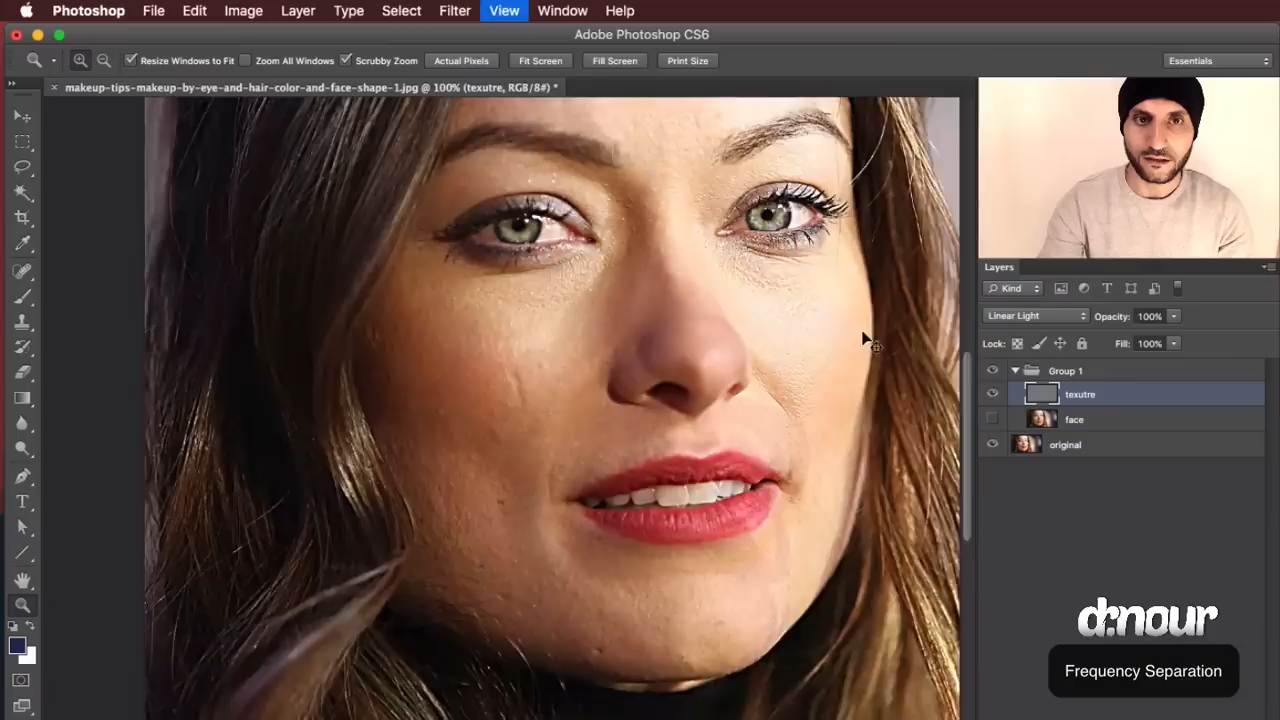 Photoshop File Edit Image Layer Type Select Filter View Window Help
Adobe Photoshop CS6
Resize Windows to Fit Zoom All Windows Scrubby Zoom Actual Pixels Fit Screen Fill Screen Print Size Essentials
makeup-tips-makeup-by-eye-and-hair-color-and-face-shape-1.jpg @ 100% (texutre, RGB/8#) *
Layers
Kind
Linear Light Opacity: 100%
Lock: Fill: 100%
Group 1
texutre
face
original
d:nour
Frequency Separation